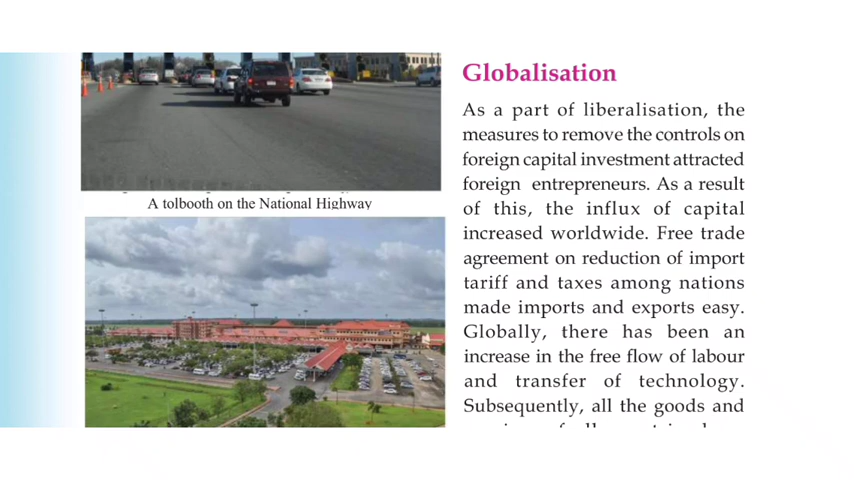 A tolbooth on the National Highway
Globalisation
As a part of liberalisation, the
measures to remove the controls on
foreign capital investment attracted
foreign entrepreneurs. As a result
of this, the influx of capital
increased worldwide. Free trade
agreement on reduction of import
tariff and taxes among nations
made imports and exports easy.
Globally, there has been an
increase in the free flow of labour
and transfer of technology.
Subsequently, all the goods and